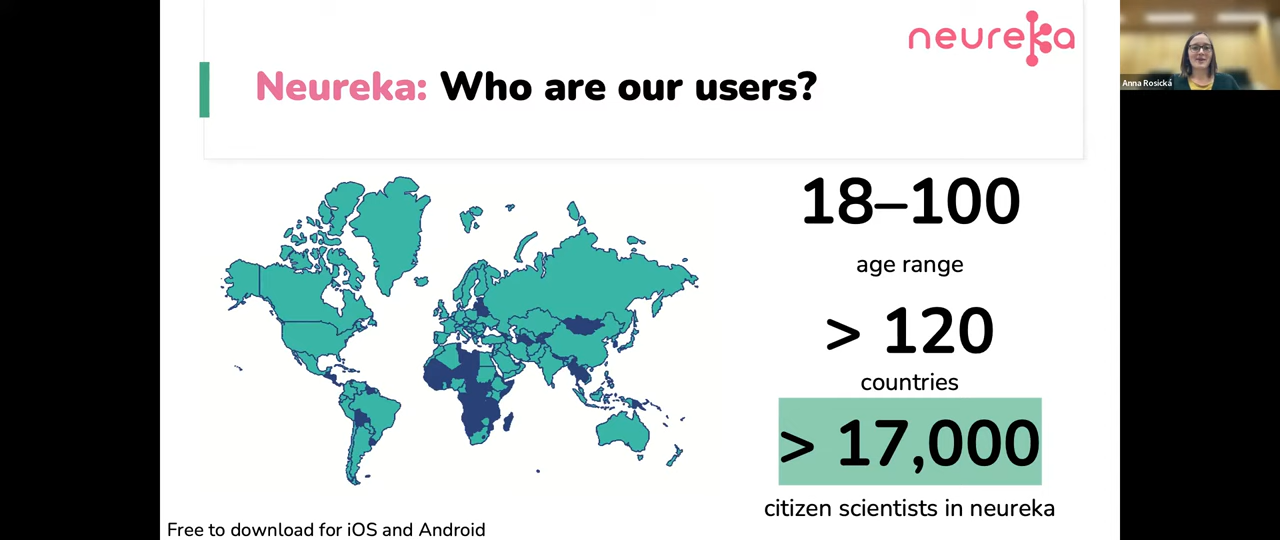 neureka
Anna Rosická
Neureka: Who are our users?
18–100
age range
> 120
countries
> 17,000
citizen scientists in neureka
Free to download for iOS and Android